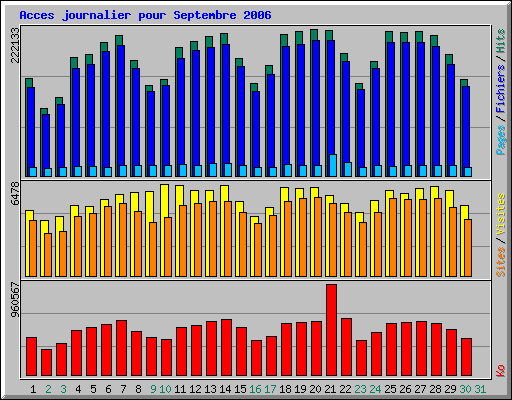 Acces journalier pour Septembre 2006
222133
Pages / Fichiers / Hits
6478
Sites / Visites
960567
Ko
1 2 3 4 5 6 7 8 9 10 11 12 13 14 15 16 17 18 19 20 21 22 23 24 25 26 27 28 29 30 31